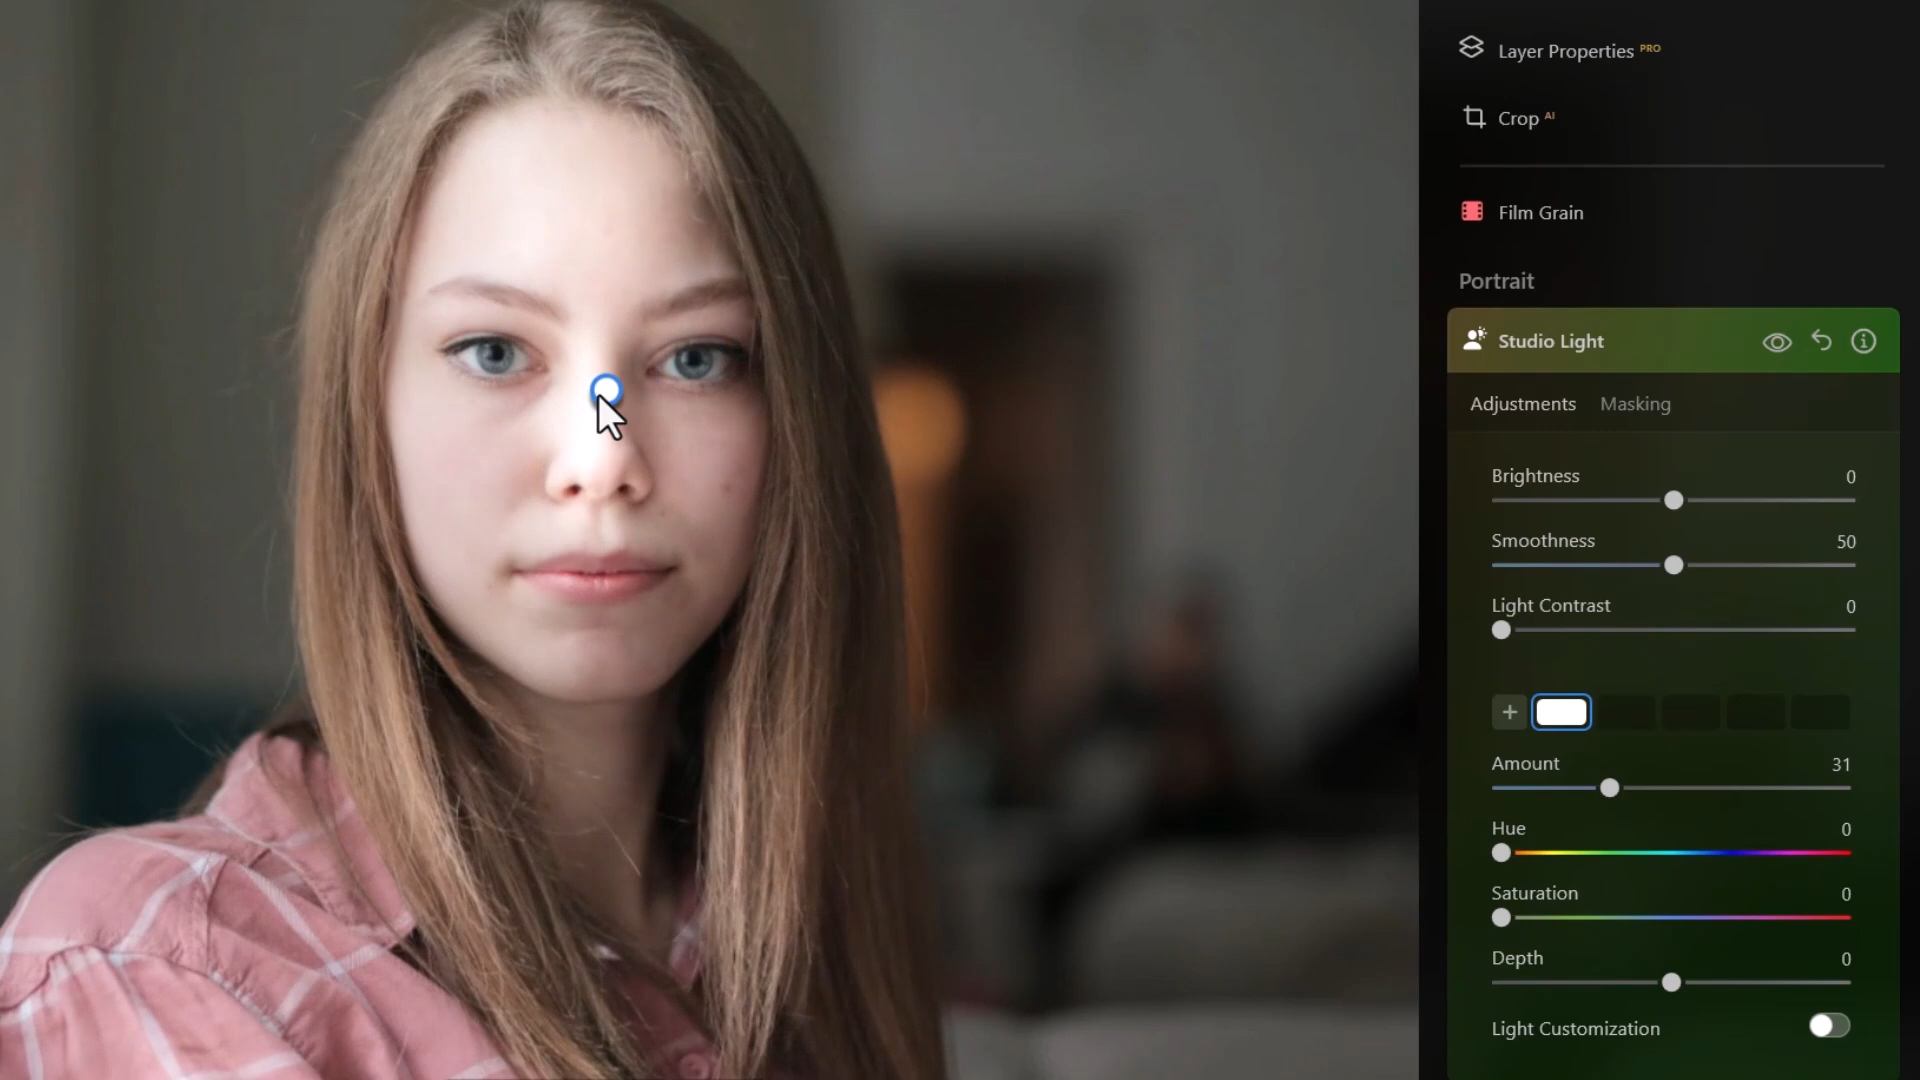 Layer Properties PRO
Crop AI
Film Grain
Portrait
Studio Light
Adjustments Masking
Brightness 0
Smoothness 50
Light Contrast 0
Amount 31
Hue 0
Saturation 0
Depth 0
Light Customization